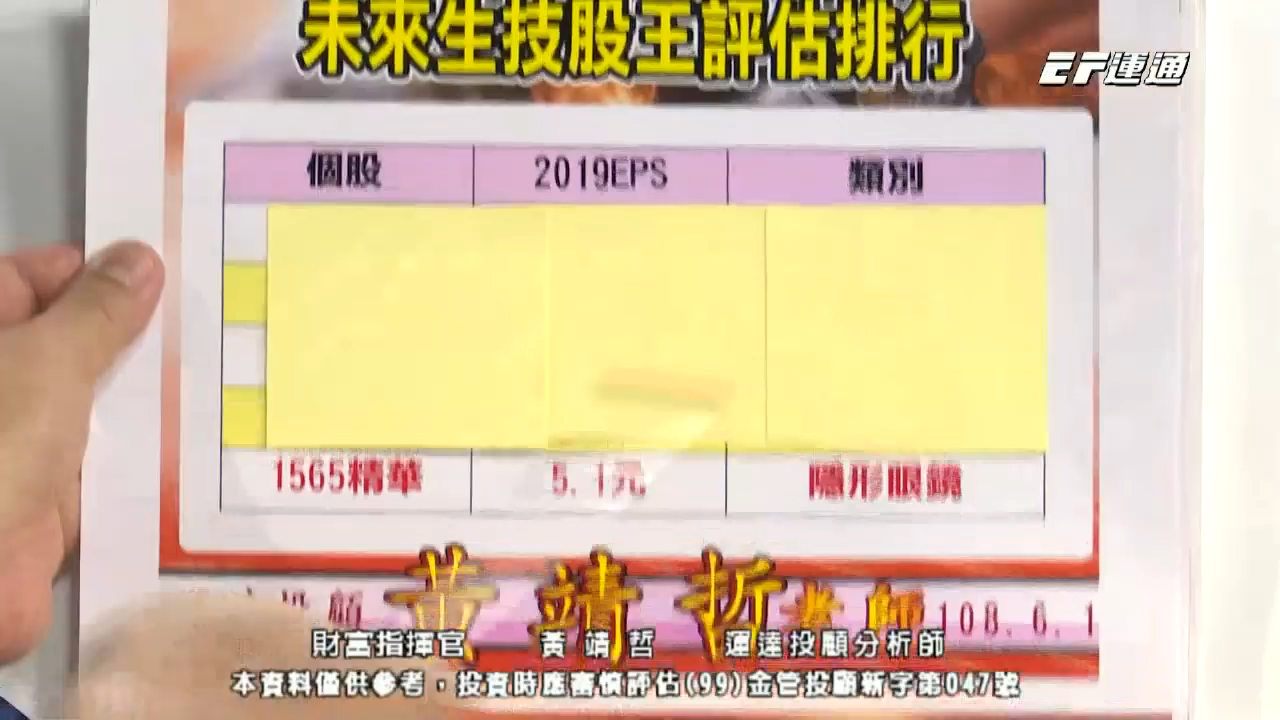 未來生技股王評估排行
EF運通
個股 2019EPS 類別
1565精華 5.1元 隱形眼鏡
黃靖哲老師 108.6.1
財富指揮官 黃靖哲 運達投顧分析師
本資料僅供參考，投資時應審慎評估(99)金管投顧新字第047號